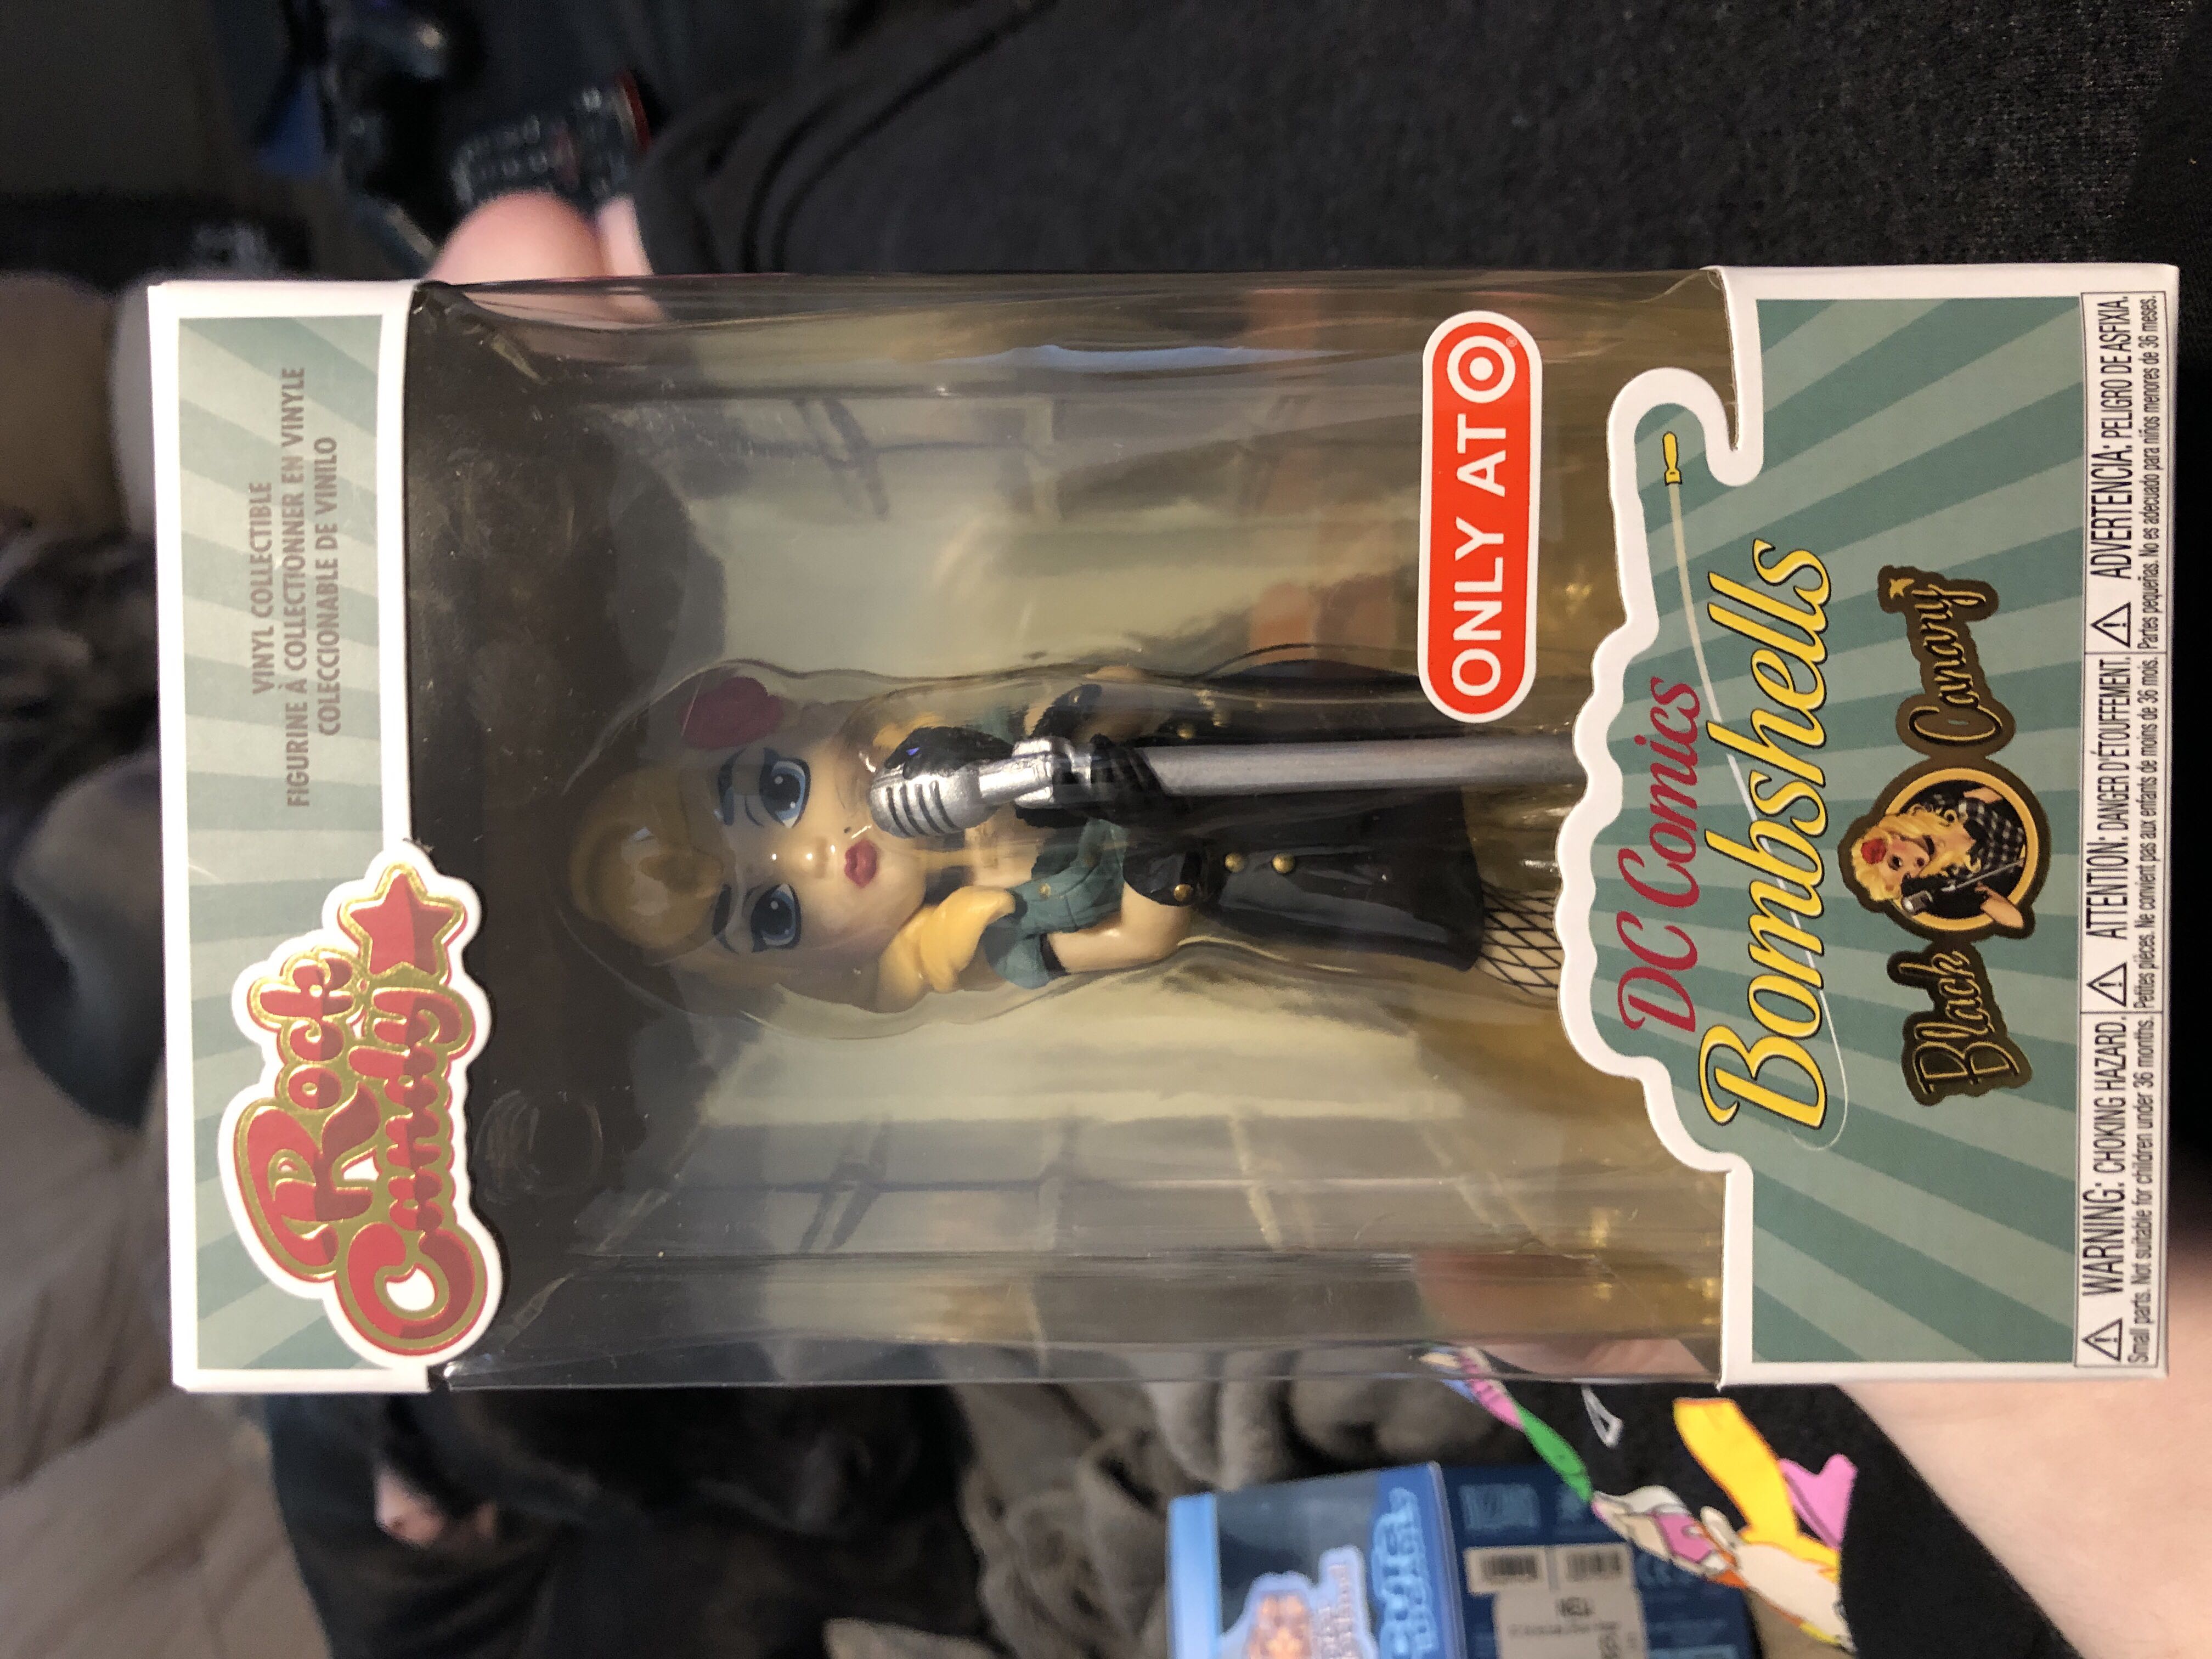 VINYL COLLECTIBLE
FIGURINE À COLLECTIONNER EN VINYLE
COLECCIONABLE DE VINILO
Rock
Candy
ONLY AT
DC Comics
Bombshells
Black Canary
WARNING: CHOKING HAZARD.
Small parts. Not suitable for children under 36 months.
ATTENTION: DANGER D'ÉTOUFFEMENT.
Petites pièces. Ne convient pas aux enfants de moins de 36 mois.
ADVERTENCIA: PELIGRO DE ASFIXIA.
Partes pequeñas. No es adecuado para niños menores de 36 meses.